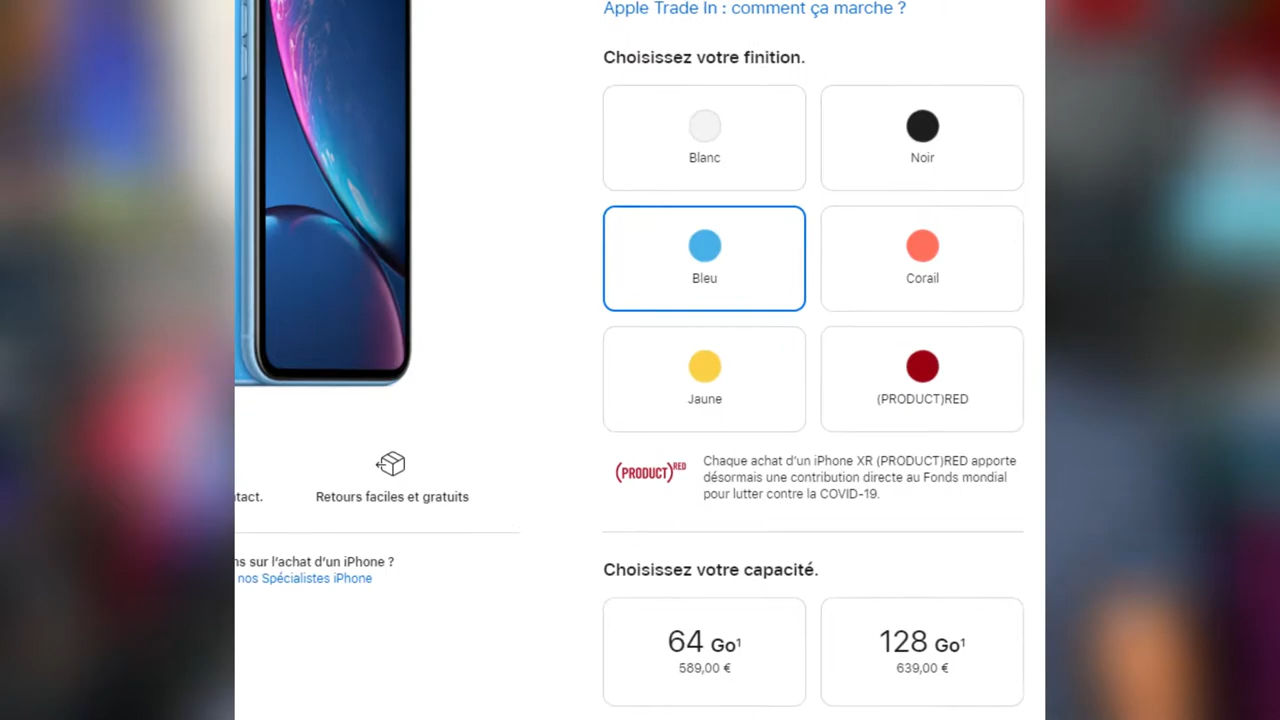 Apple Trade In : comment ça marche ?
Choisissez votre finition.
Blanc
Noir
Bleu
Corail
Jaune
(PRODUCT)RED
(PRODUCT)RED
Chaque achat d’un iPhone XR (PRODUCT)RED apporte
désormais une contribution directe au Fonds mondial
pour lutter contre la COVID-19.
tact.
Retours faciles et gratuits
ns sur l’achat d’un iPhone ?
nos Spécialistes iPhone
Choisissez votre capacité.
64 Go¹
589,00 €
128 Go¹
639,00 €